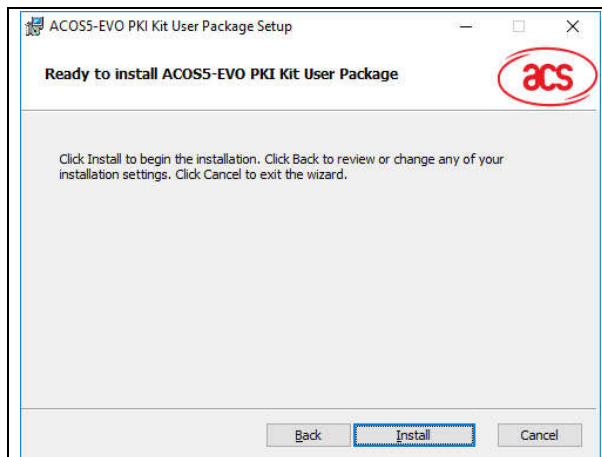 ACOS5-EVO PKI Kit User Package Setup
Ready to install ACOS5-EVO PKI Kit User Package
acs
Click Install to begin the installation. Click Back to review or change any of your
installation settings. Click Cancel to exit the wizard.
Back
Install
Cancel